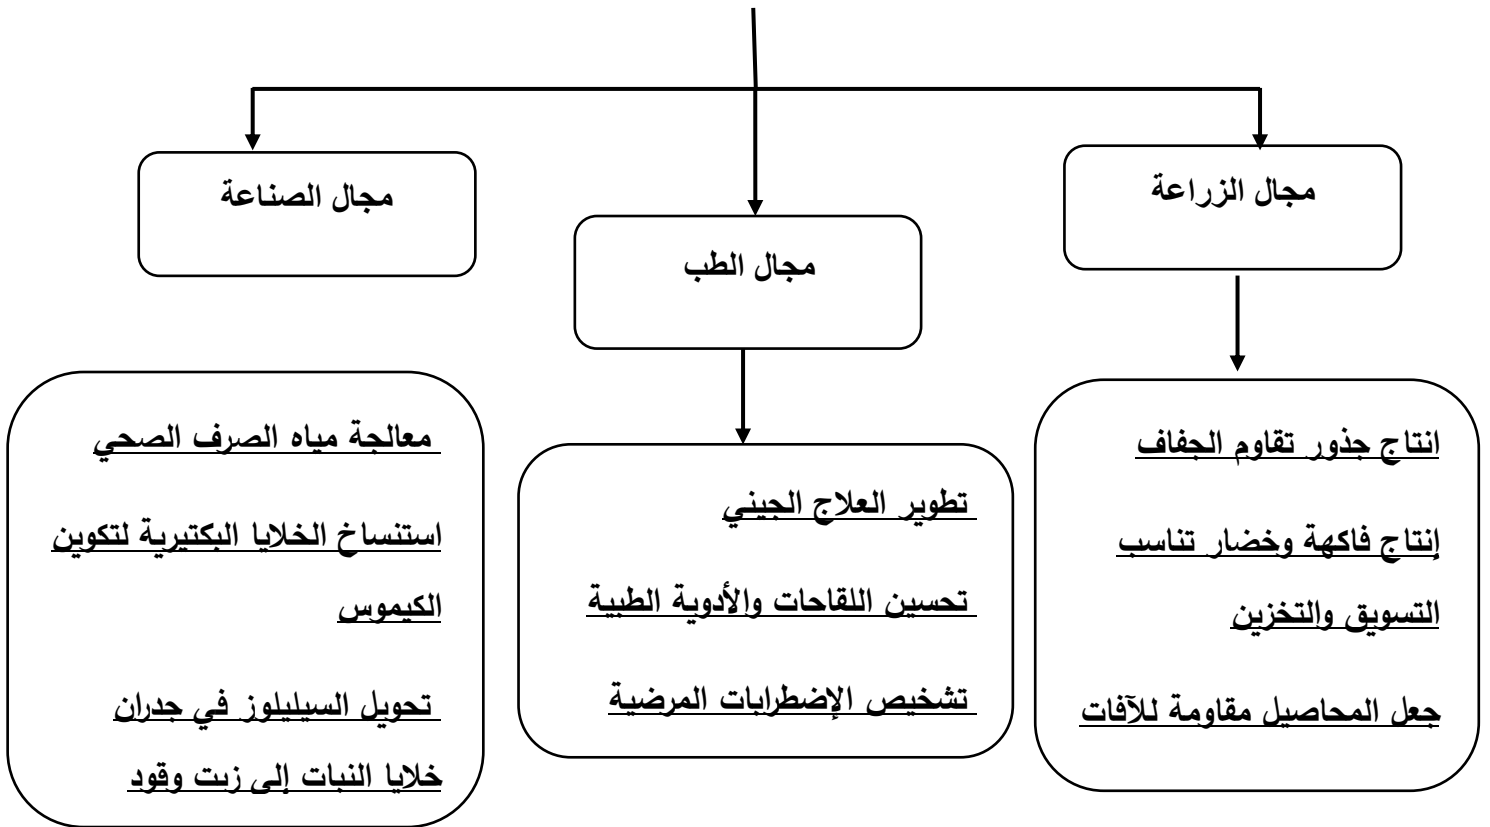 مجال الزراعة
مجال الطب
مجال الصناعة
انتاج جذور تقاوم الجفاف
إنتاج فاكهة وخضار تناسب
التسويق والتخزين
جعل المحاصيل مقاومة للآفات
تطوير العلاج الجيني
تحسين اللقاحات والأدوية الطبية
تشخيص الإضطرابات المرضية
معالجة مياه الصرف الصحي
استنساخ الخلايا البكتيرية لتكوين
الكيموس
تحويل السيليلوز في جدران
خلايا النبات إلى زيت وقود